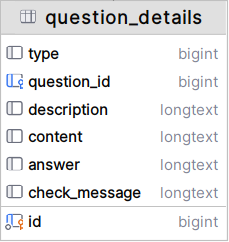 question_details
type bigint
question_id bigint
description longtext
content longtext
answer longtext
check_message longtext
id bigint